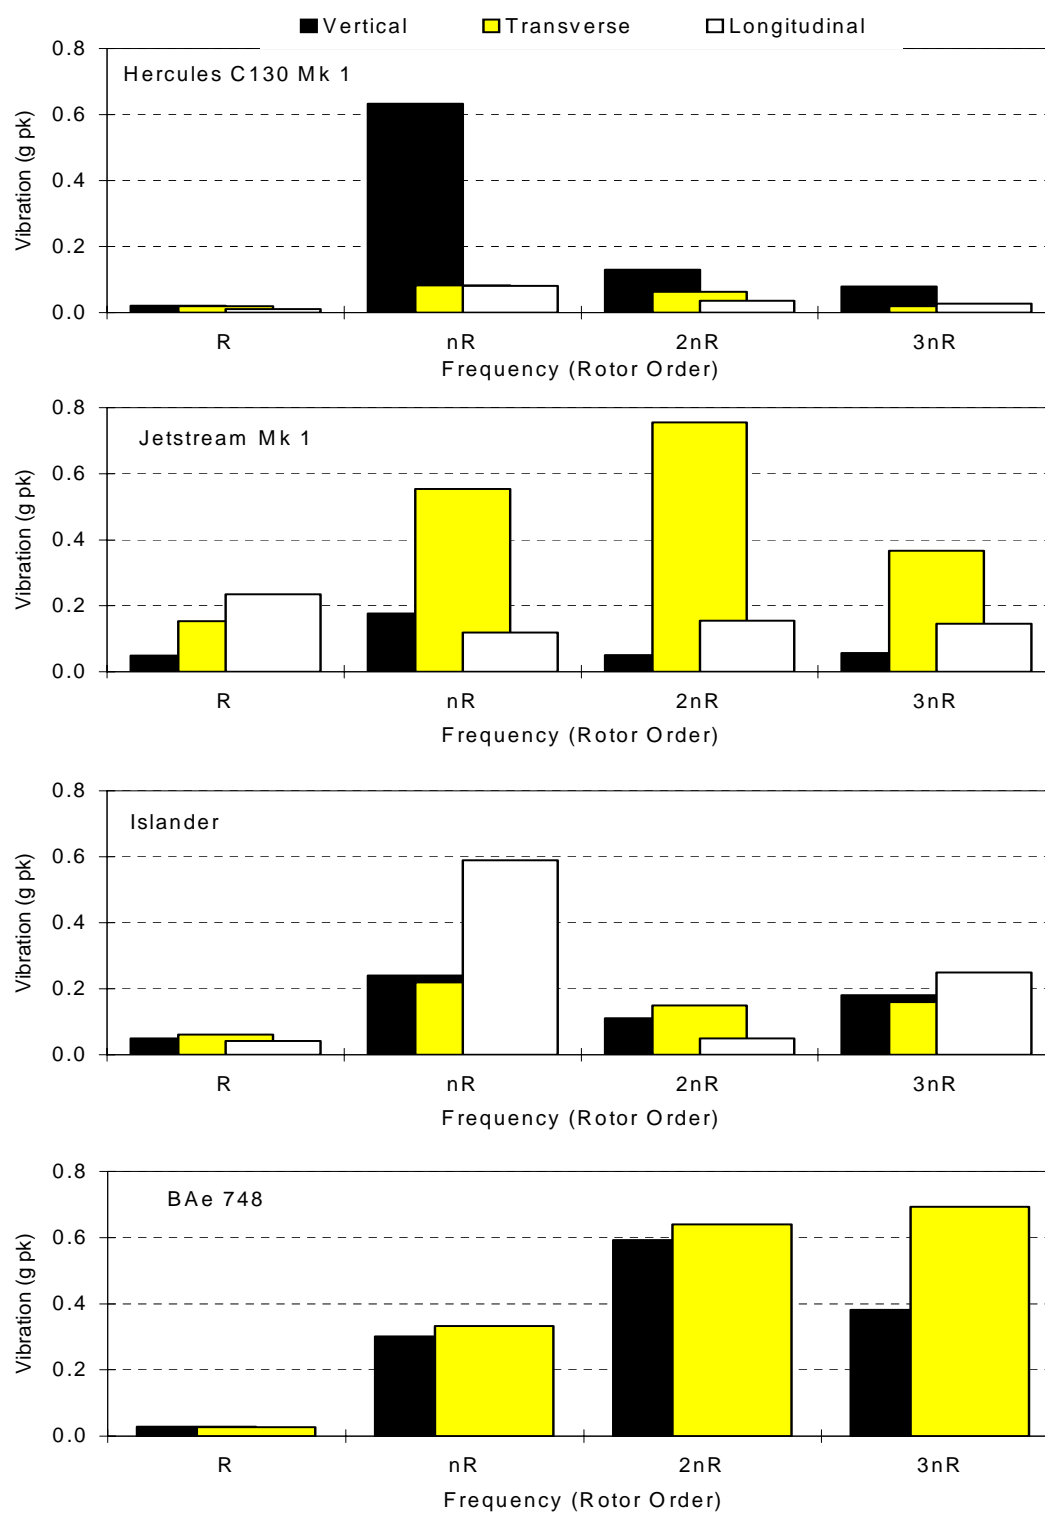 Vertical Transverse Longitudinal
0.8
Hercules C130 Mk 1
0.6
0.4
0.2
0.0
Vibration (g pk)
R nR 2nR 3nR
Frequency (Rotor Order)
0.8
Jetstream Mk 1
0.6
0.4
0.2
0.0
Vibration (g pk)
R nR 2nR 3nR
Frequency (Rotor Order)
0.8
Islander
0.6
0.4
0.2
0.0
Vibration (g pk)
R nR 2nR 3nR
Frequency (Rotor Order)
0.8
BAe 748
0.6
0.4
0.2
0.0
Vibration (g pk)
R nR 2nR 3nR
Frequency (Rotor Order)